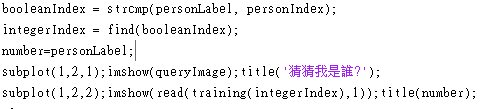 booleanIndex = strcmp(personLabel, personIndex);
integerIndex = find(booleanIndex);
number=personLabel;
subplot(1,2,1);imshow(queryImage);title('猜猜我是誰?');
subplot(1,2,2);imshow(read(training(integerIndex),1));title(number);